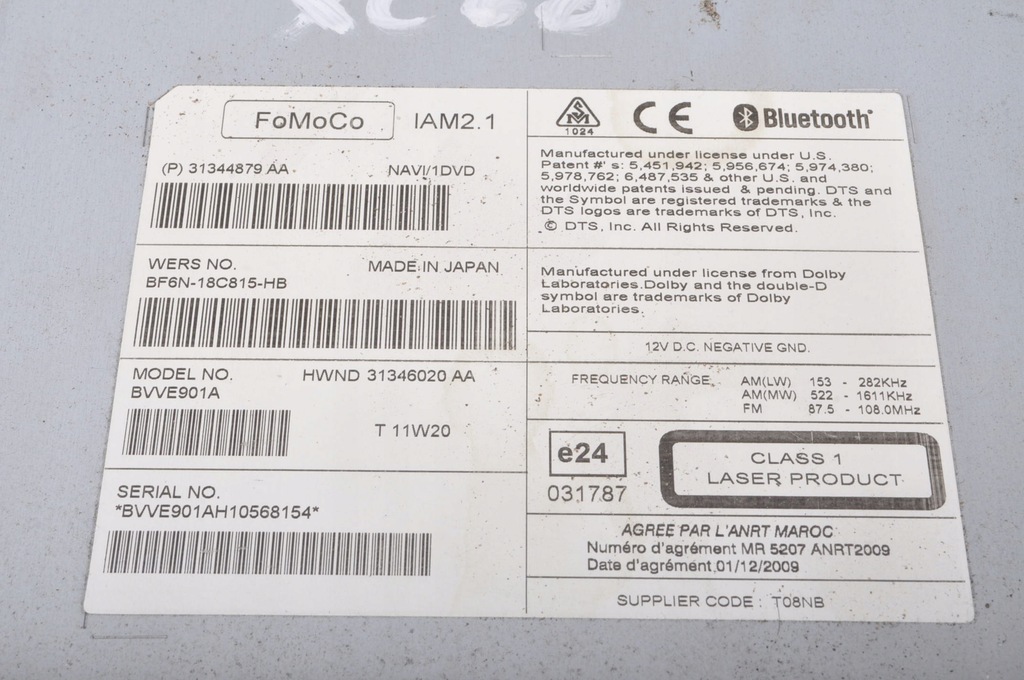 XC60
FoMoCo IAM2.1
(P) 31344879 AA NAVI/1DVD
WERS NO. MADE IN JAPAN
BF6N-18C815-HB
MODEL NO. HWND 31346020 AA
BVVE901A
T 11W20
SERIAL NO.
*BVVE901AH10568154*
1024 CE Bluetooth
Manufactured under license under U.S.
Patent #' s: 5,451,942; 5,956,674; 5,974,380;
5,978,762; 6,487,535 & other U.S. and
worldwide patents issued & pending. DTS and
the Symbol are registered trademarks & the
DTS logos are trademarks of DTS, Inc.
© DTS, Inc. All Rights Reserved.
Manufactured under license from Dolby
Laboratories.Dolby and the double-D
symbol are trademarks of Dolby
Laboratories.
12V D.C. NEGATIVE GND.
FREQUENCY RANGE, AM(LW) 153 - 282KHz
AM(MW) 522 - 1611KHz
FM 87.5 - 108.0MHz
e24
031787
CLASS 1
LASER PRODUCT
AGREE PAR L'ANRT MAROC
Numéro d'agrément MR 5207 ANRT2009
Date d'agrément 01/12/2009
SUPPLIER CODE : T08NB